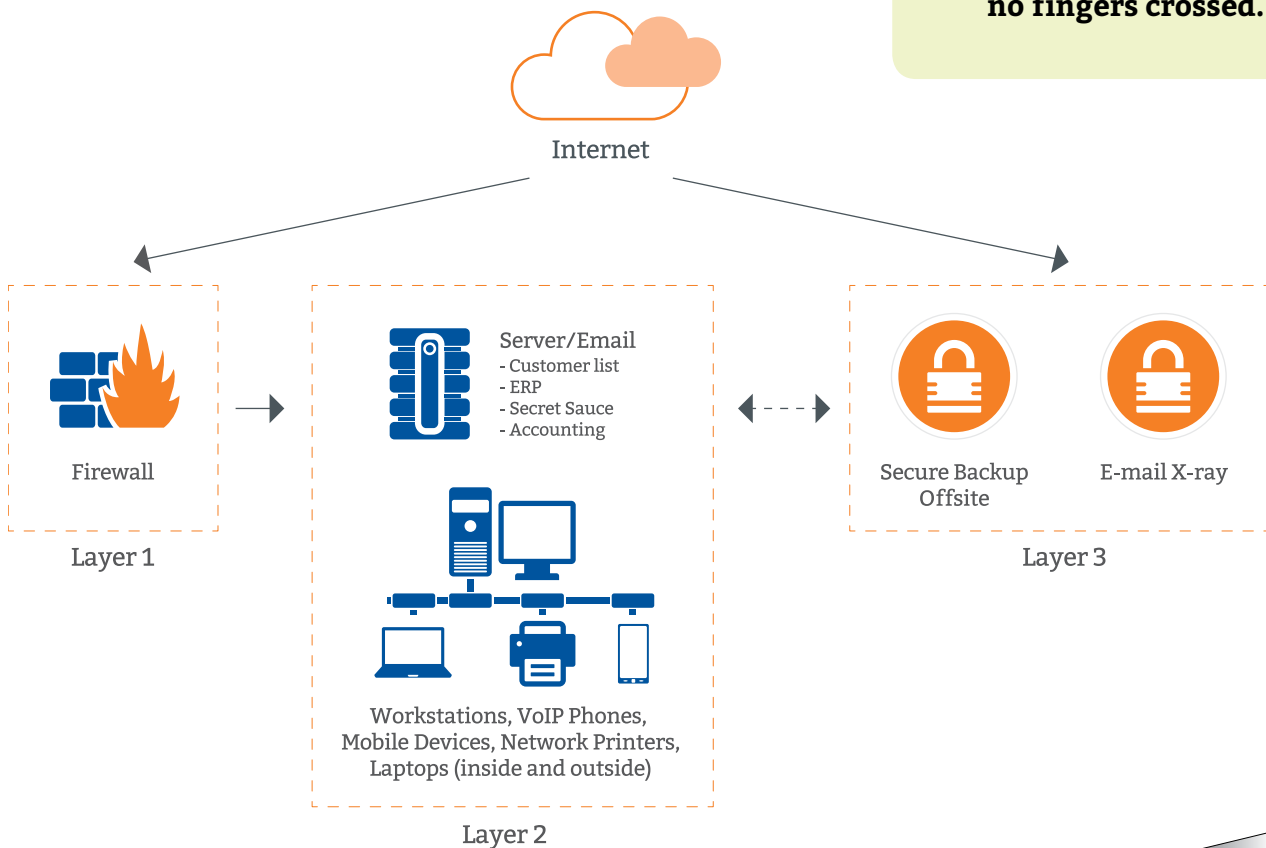 no fingers crossed.
Internet
Firewall
Layer 1
Server/Email
- Customer list
- ERP
- Secret Sauce
- Accounting
Workstations, VoIP Phones,
Mobile Devices, Network Printers,
Laptops (inside and outside)
Layer 2
Secure Backup
Offsite
E-mail X-ray
Layer 3